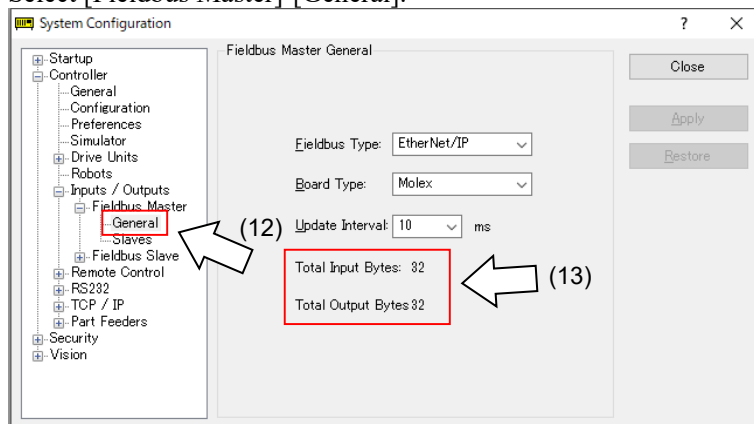 Select [Fieldbus Master]-[General].
System Configuration
? ×
Startup
Controller
General
Configuration
Preferences
Simulator
Drive Units
Robots
Inputs / Outputs
Fieldbus Master
General
Slaves
Fieldbus Slave
Remote Control
RS232
TCP / IP
Part Feeders
Security
Vision
(12)
Fieldbus Master General
Fieldbus Type: EtherNet/IP
Board Type: Molex
Update Interval: 10 ms
Total Input Bytes: 32
Total Output Bytes 32
(13)
Close
Apply
Restore